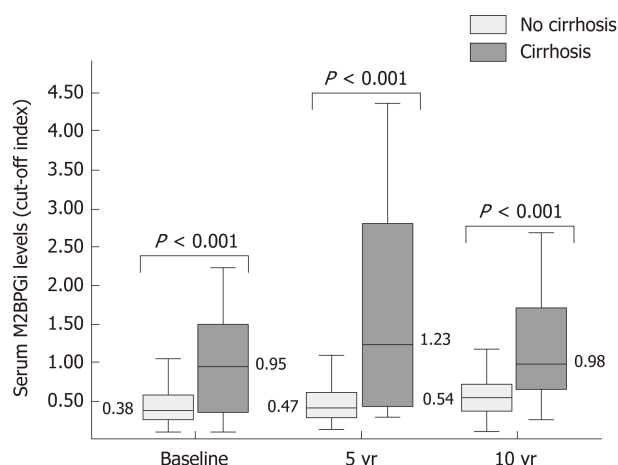 No cirrhosis
Cirrhosis
Serum M2BPGi levels (cut-off index)
4.50
4.00
3.50
3.00
2.50
2.00
1.50
1.00
0.50
P < 0.001
P < 0.001
P < 0.001
0.38
0.95
0.47
1.23
0.54
0.98
Baseline
5 yr
10 yr